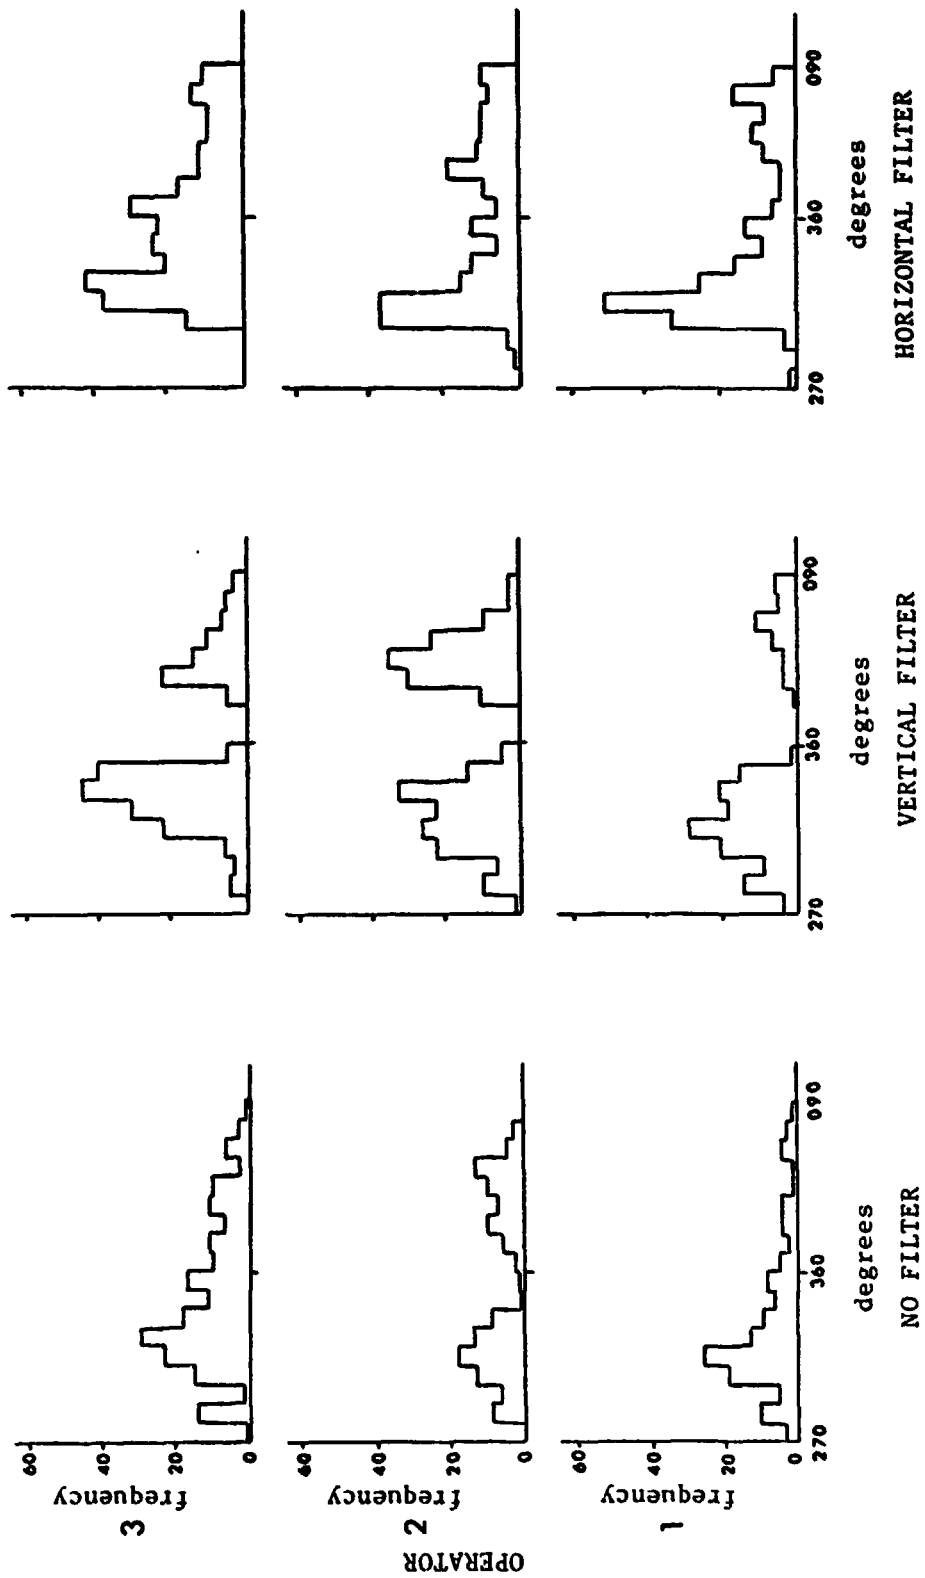 OPERATOR
3
frequency
60
40
20
0
2
frequency
60
40
20
0
1
frequency
60
40
20
0
270
360
090
degrees
NO FILTER
270
360
090
degrees
VERTICAL FILTER
270
360
090
degrees
HORIZONTAL FILTER